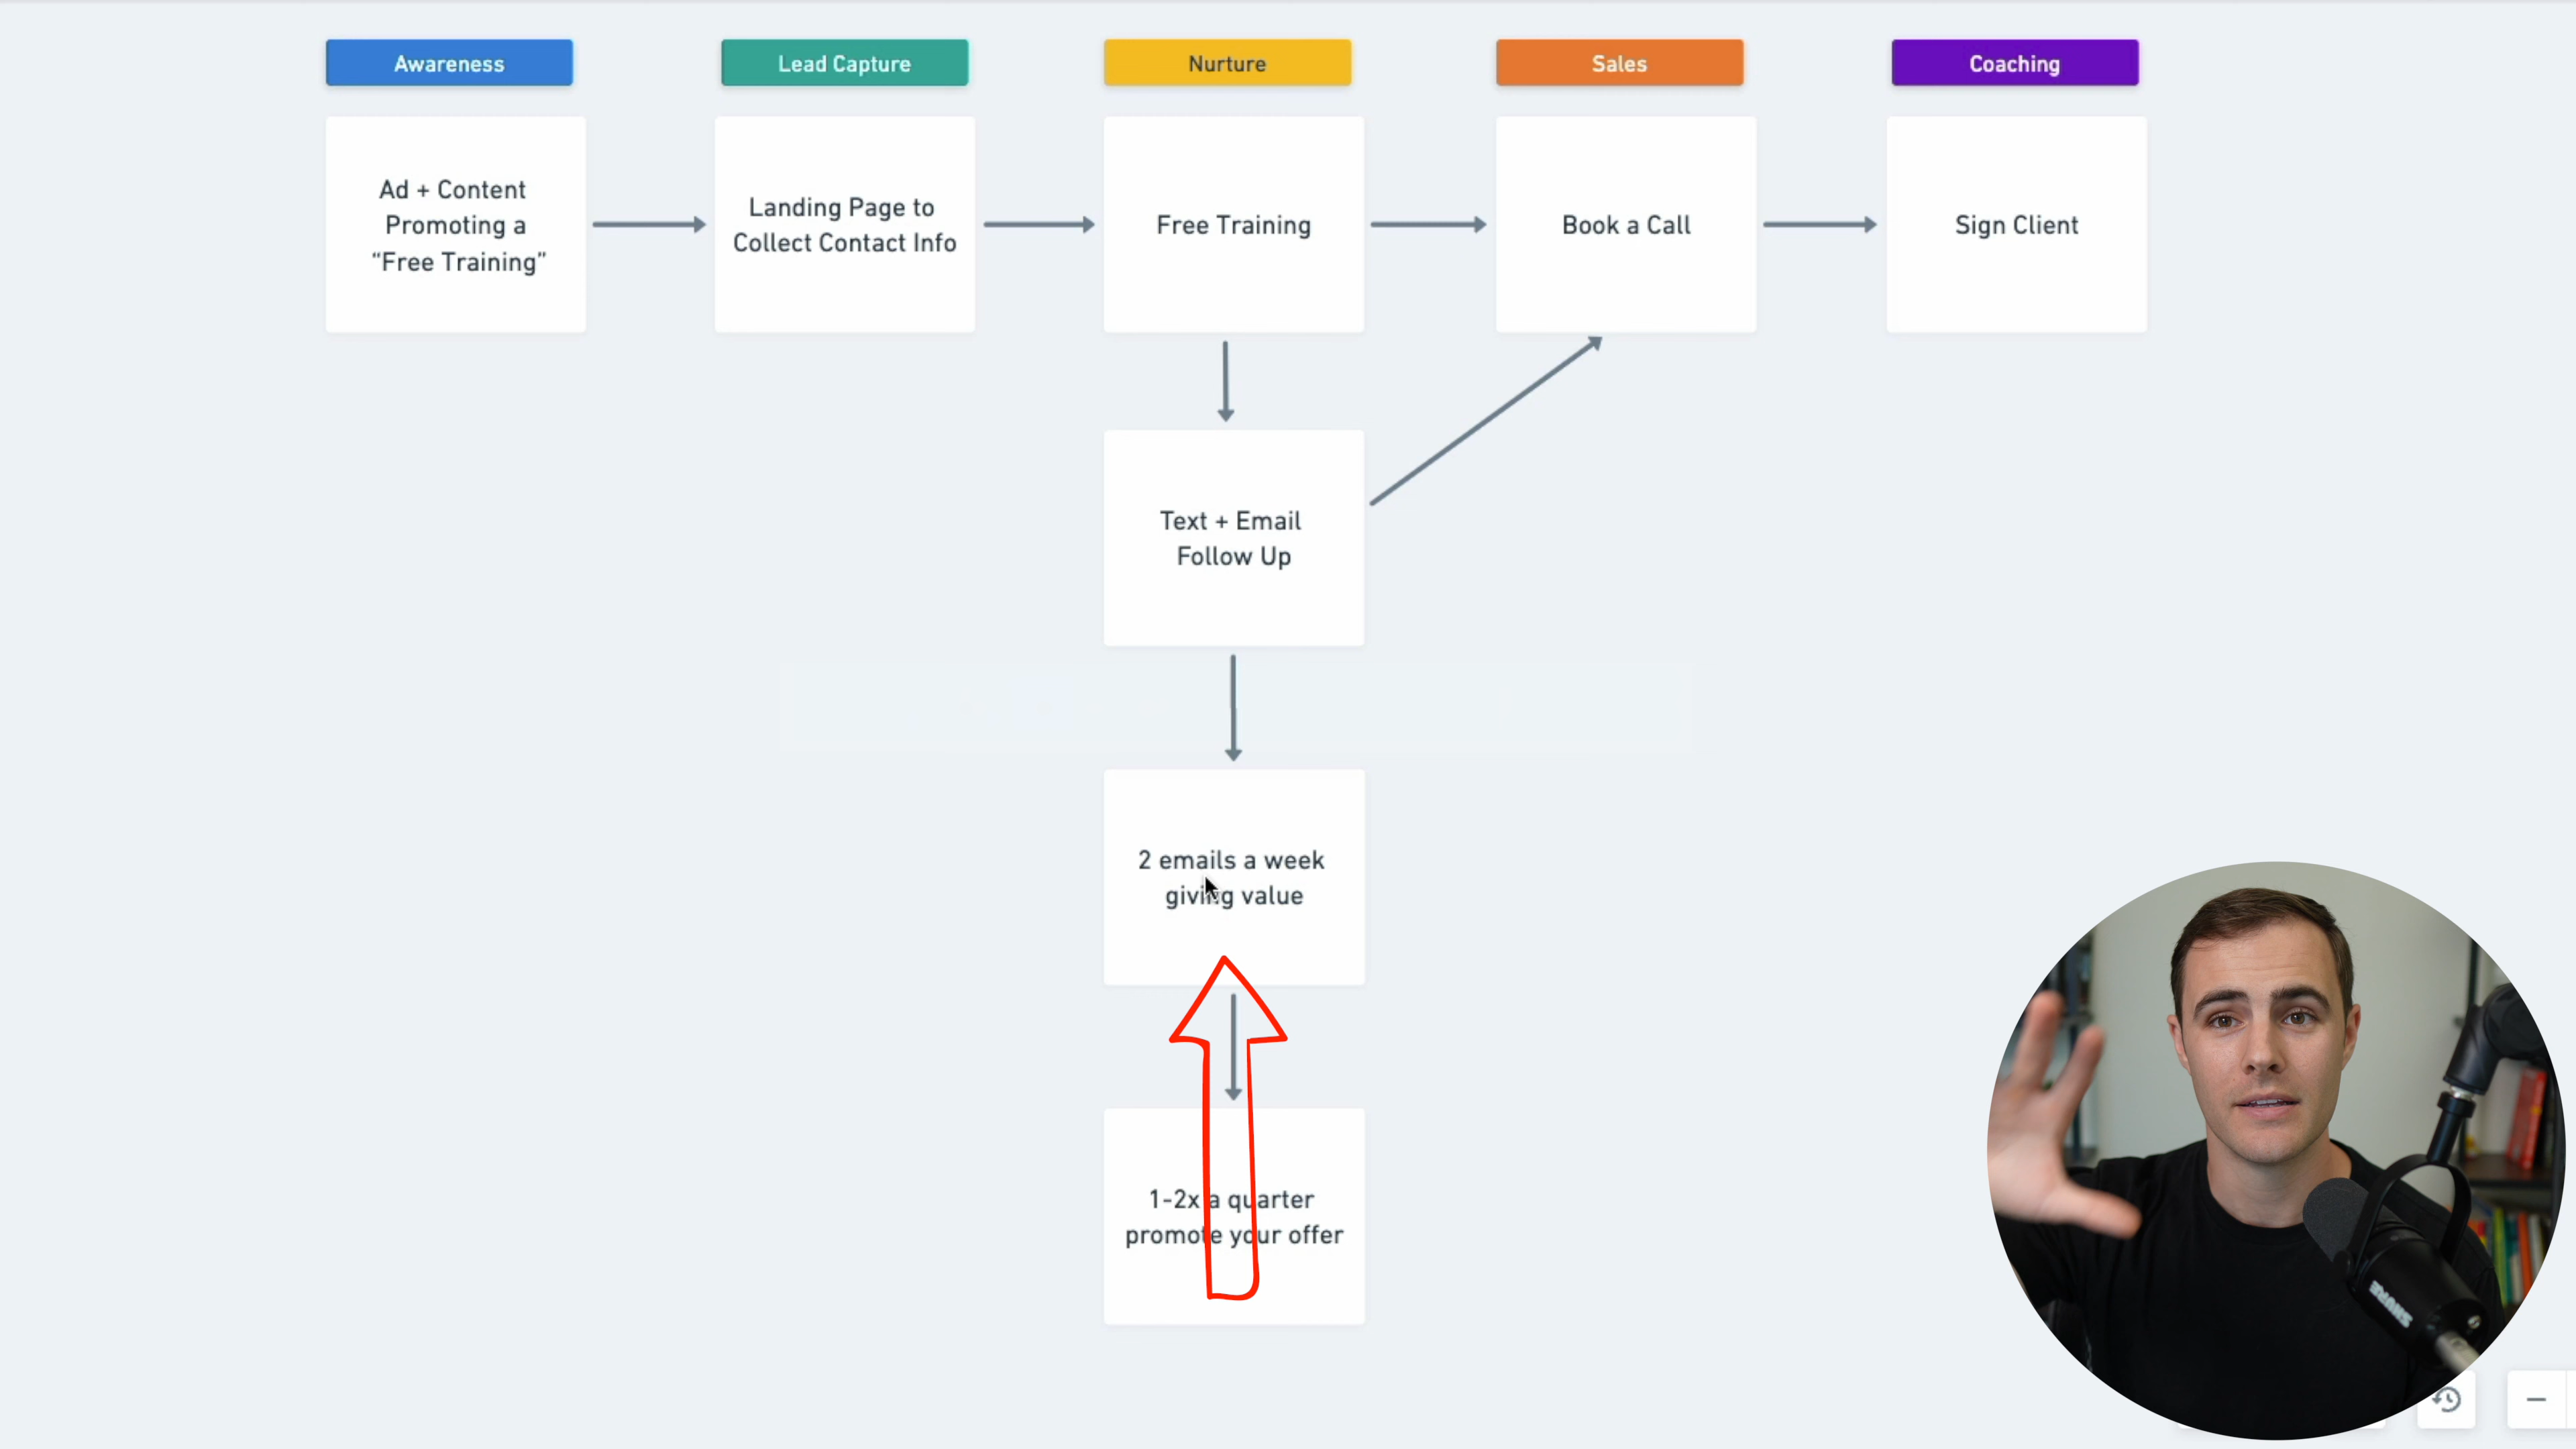 Awareness
Lead Capture
Nurture
Sales
Coaching
Ad + Content
Promoting a
“Free Training”
Landing Page to
Collect Contact Info
Free Training
Book a Call
Sign Client
Text + Email
Follow Up
2 emails a week
giving value
1-2x a quarter
promote your offer
SHURE